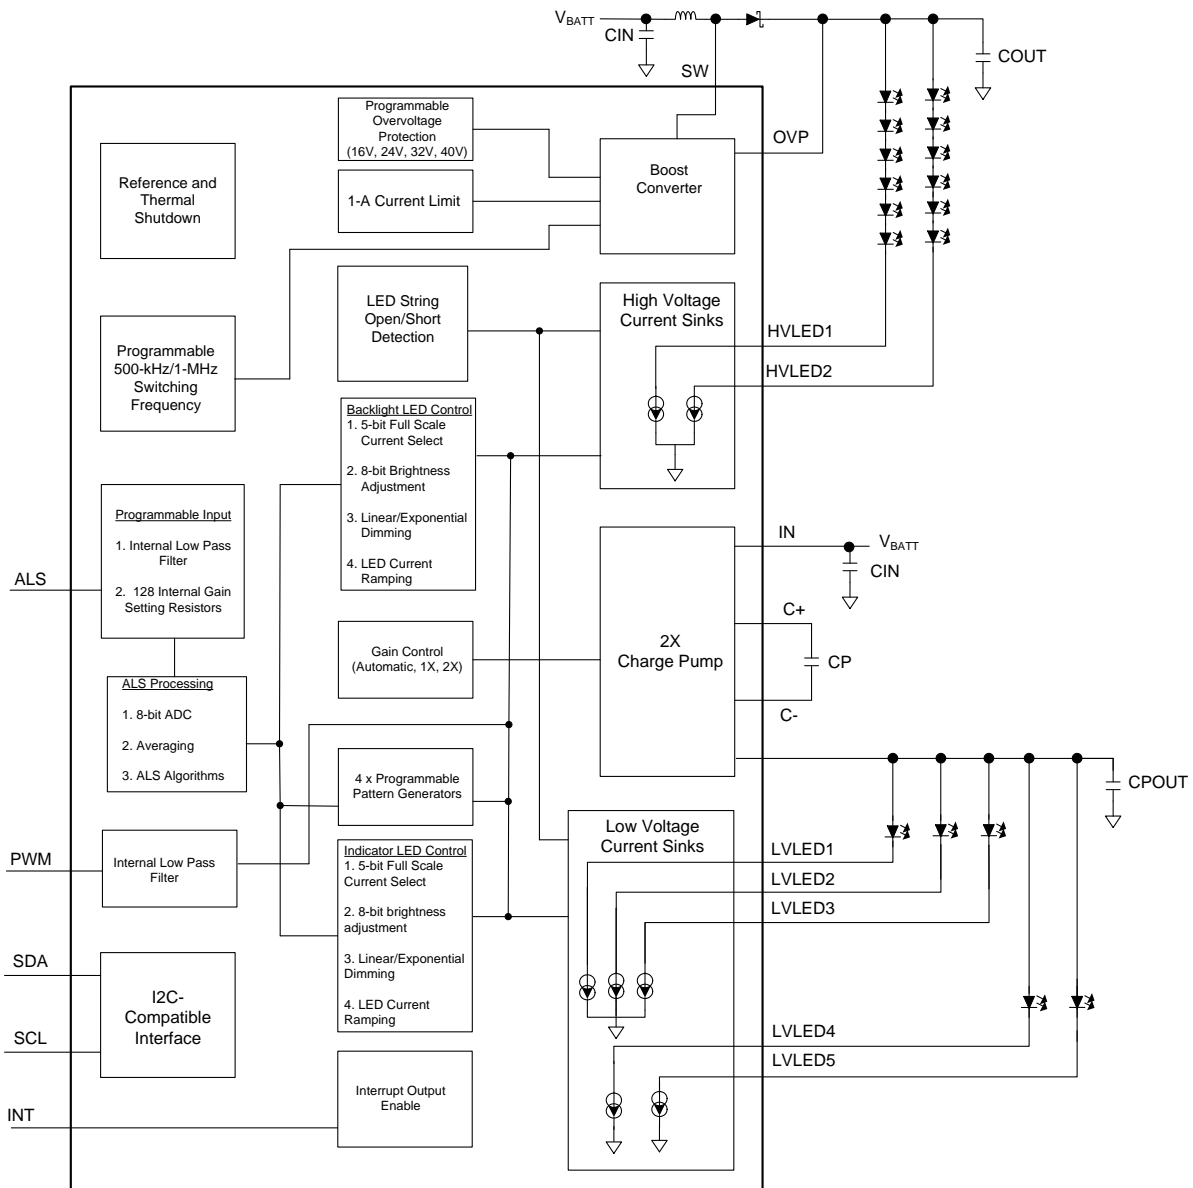 VBATT
CIN
COUT
SW
OVP
Programmable
Overvoltage
Protection
(16V, 24V, 32V, 40V)
Boost
Converter
Reference and
Thermal
Shutdown
1-A Current Limit
LED String
Open/Short
Detection
High Voltage
Current Sinks
HVLED1
HVLED2
Programmable
500-kHz/1-MHz
Switching
Frequency
Backlight LED Control
1. 5-bit Full Scale
Current Select
2. 8-bit Brightness
Adjustment
3. Linear/Exponential
Dimming
4. LED Current
Ramping
Programmable Input
1. Internal Low Pass
Filter
2. 128 Internal Gain
Setting Resistors
ALS
IN
VBATT
CIN
C+
CP
C-
2X
Charge Pump
Gain Control
(Automatic, 1X, 2X)
ALS Processing
1. 8-bit ADC
2. Averaging
3. ALS Algorithms
4 x Programmable
Pattern Generators
CPOUT
Low Voltage
Current Sinks
LVLED1
LVLED2
LVLED3
LVLED4
LVLED5
PWM
Internal Low Pass
Filter
Indicator LED Control
1. 5-bit Full Scale
Current Select
2. 8-bit brightness
adjustment
3. Linear/Exponential
Dimming
4. LED Current
Ramping
SDA
SCL
I2C-
Compatible
Interface
INT
Interrupt Output
Enable